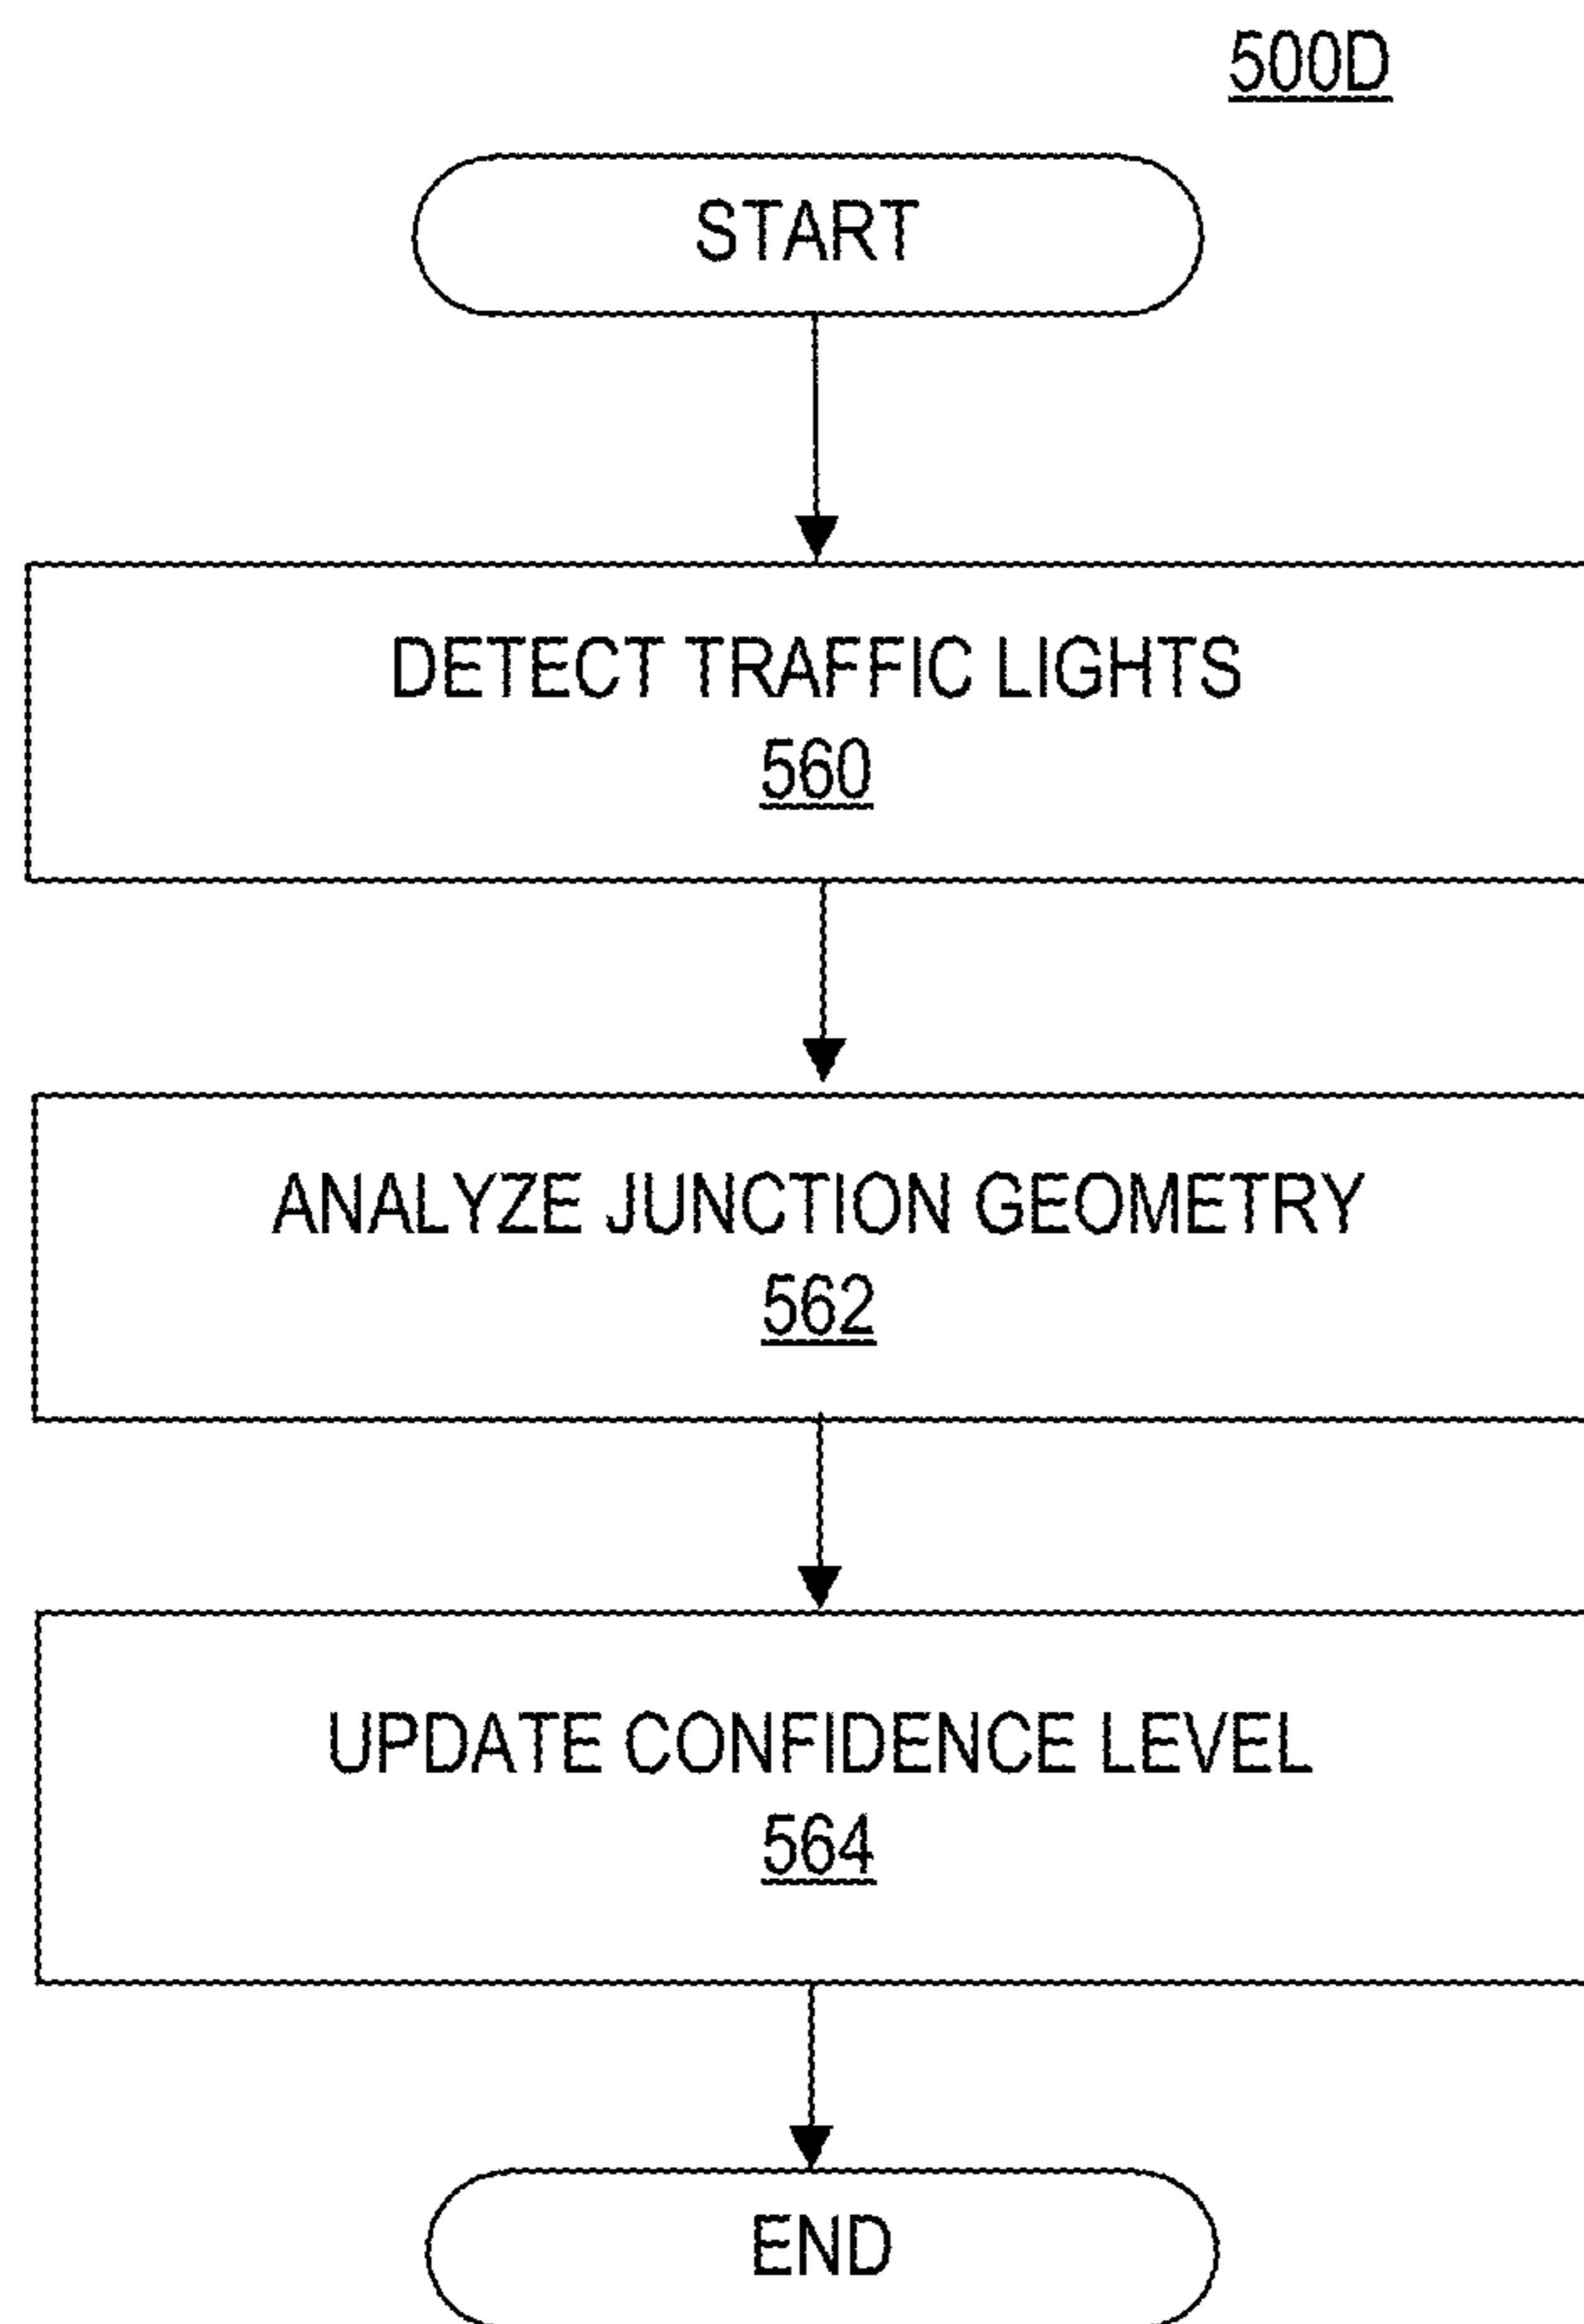 500D
START
DETECT TRAFFIC LIGHTS
560
ANALYZE JUNCTION GEOMETRY
562
UPDATE CONFIDENCE LEVEL
564
END